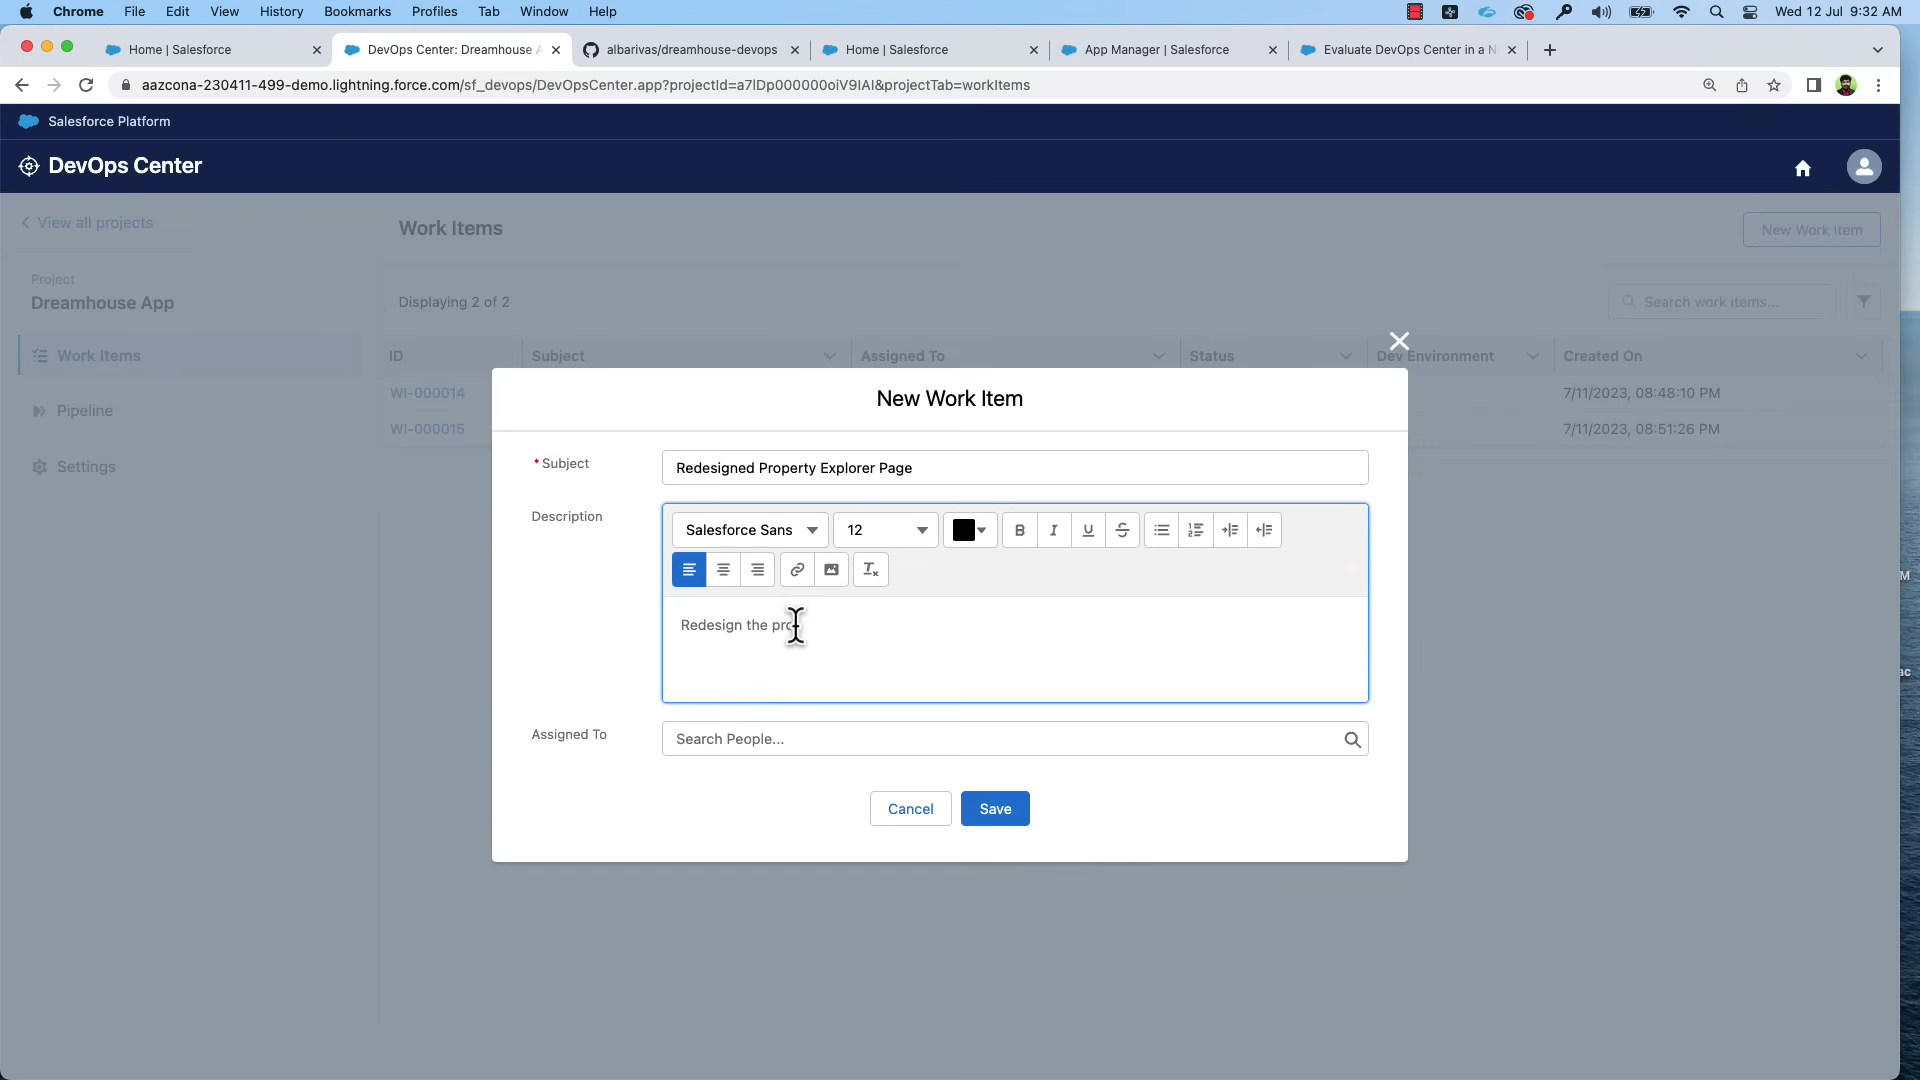 Chrome File Edit View History Bookmarks Profiles Tab Window Help Wed 12 Jul 9:32 AM
Home | Salesforce DevOps Center: Dreamhouse A albarivas/dreamhouse-devops Home | Salesforce App Manager | Salesforce Evaluate DevOps Center in a N
aazcona-230411-499-demo.lightning.force.com/sf_devops/DevOpsCenter.app?projectId=a7lDp000000oiV9IAI&projectTab=workItems
Salesforce Platform
DevOps Center
View all projects
Work Items
New Work Item
Project
Dreamhouse App
Displaying 2 of 2
Search work items...
Work Items
Pipeline
Settings
ID Subject Assigned To Status Dev Environment Created On
WI-000014 7/11/2023, 08:48:10 PM
WI-000015 7/11/2023, 08:51:26 PM
New Work Item
* Subject Redesigned Property Explorer Page
Description
Salesforce Sans 12 B I U S
Redesign the pro
Assigned To Search People...
Cancel Save
M
ac